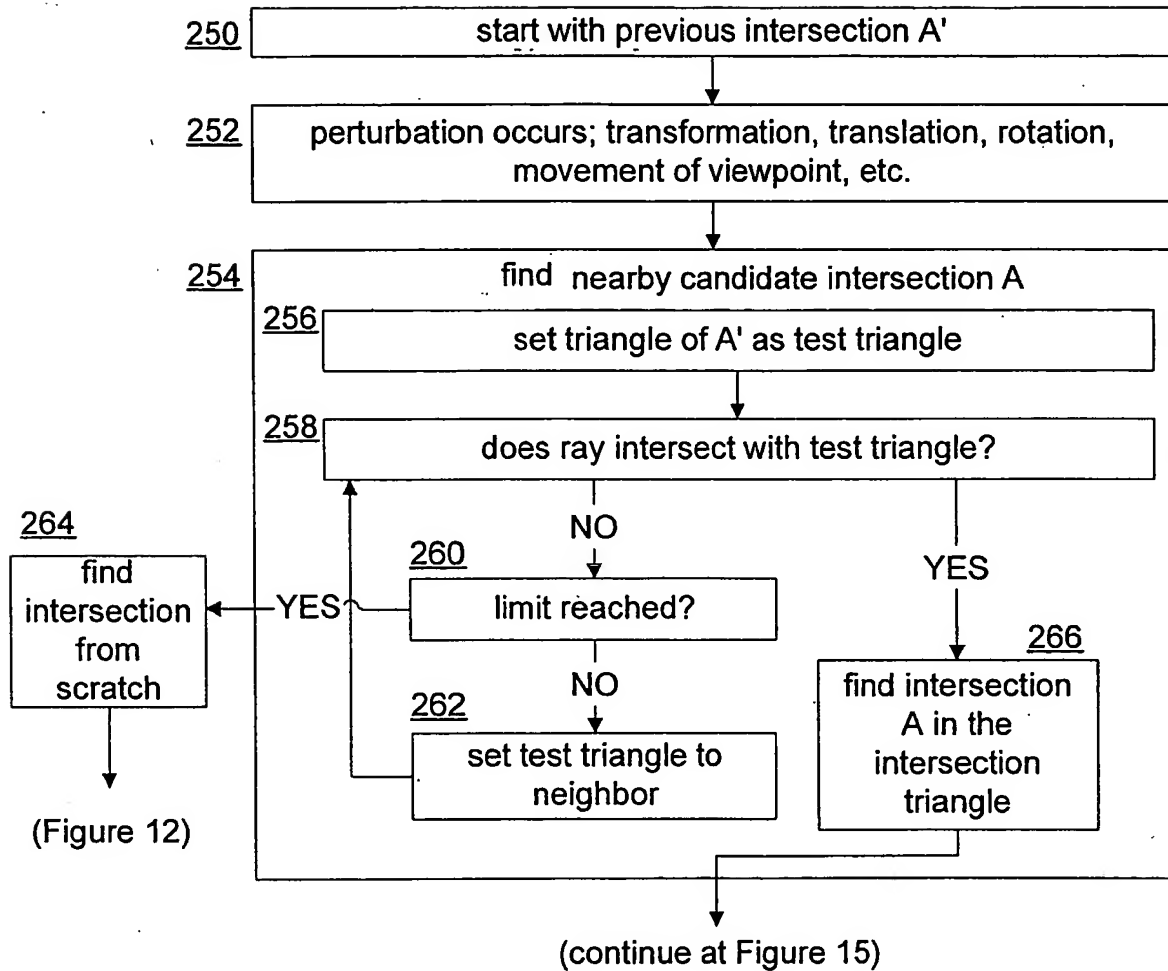 250
start with previous intersection A'
252
perturbation occurs; transformation, translation, rotation,
movement of viewpoint, etc.
254
find nearby candidate intersection A
256
set triangle of A' as test triangle
258
does ray intersect with test triangle?
NO
YES
260
limit reached?
YES
264
find
intersection
from
scratch
(Figure 12)
NO
262
set test triangle to
neighbor
266
find intersection
A in the
intersection
triangle
(continue at Figure 15)